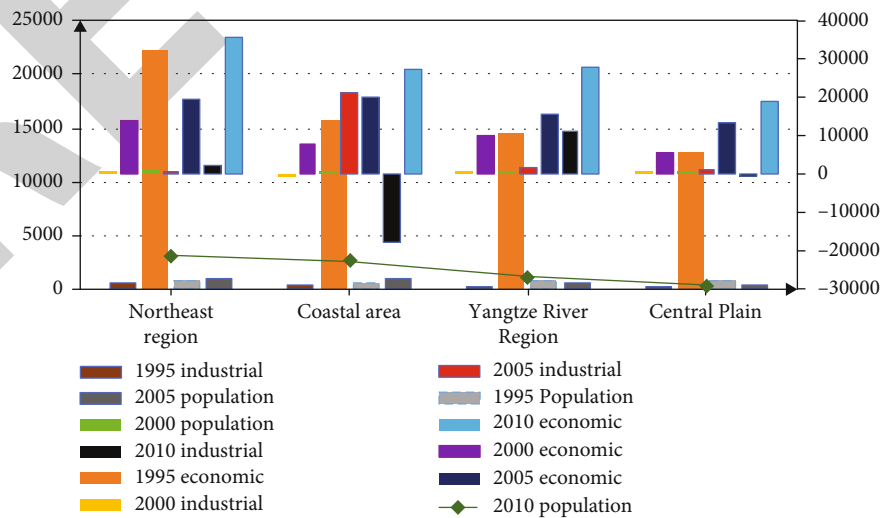 25000
20000
15000
10000
5000
0
40000
30000
20000
10000
0
−10000
−20000
−30000
Northeast
region
Coastal area
Yangtze River
Region
Central Plain
1995 industrial
2005 population
2000 population
2010 industrial
1995 economic
2000 industrial
2005 industrial
1995 Population
2010 economic
2000 economic
2005 economic
2010 population